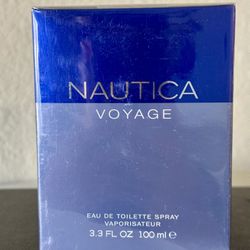 NAUTICA
VOYAGE
EAU DE TOILETTE SPRAY
VAPORISATEUR
3.3 FL OZ 100 ml ℮